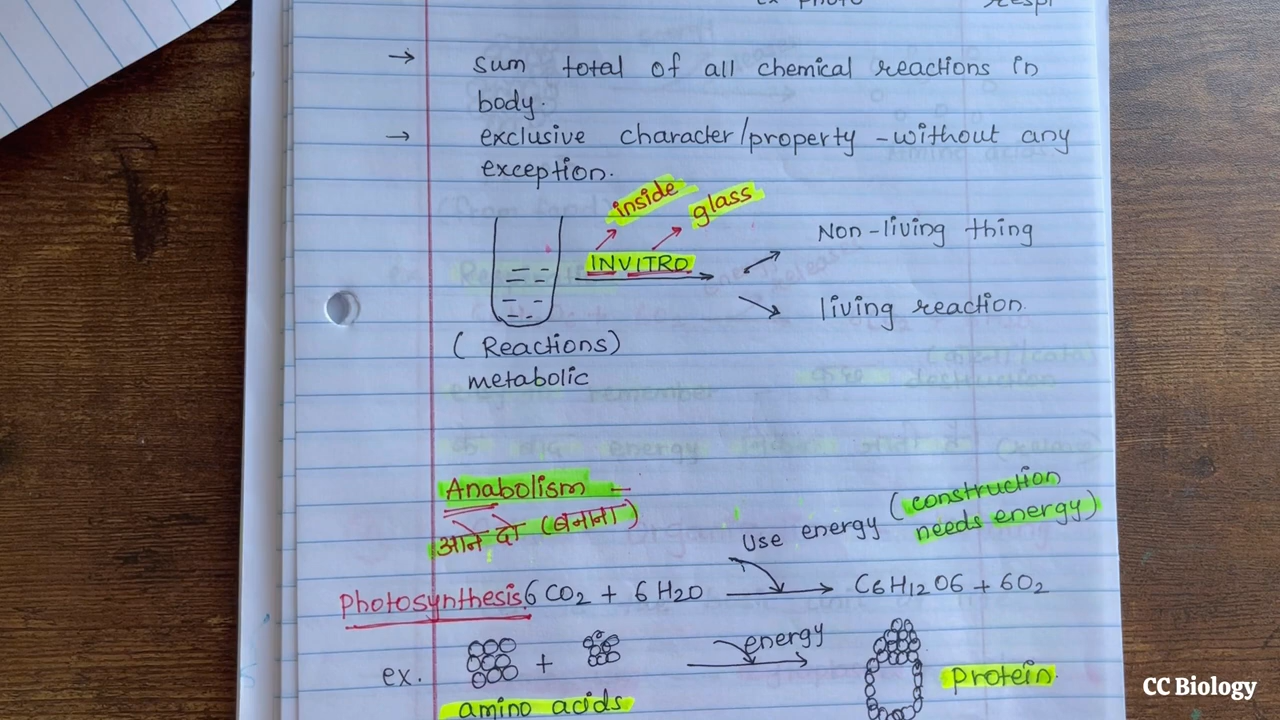 → sum total of all chemical reactions in
body.
→ exclusive character/property - without any
exception.
inside glass
INVITRO
Non-living thing
living reaction.
(Reactions)
metabolic
Anabolism -
आने दो (बनाना)
Use energy (construction
needs energy)
Photosynthesis 6CO2 + 6H2O → C6H12O6 + 6O2
ex. + energy →
amino acids
protein.
CC Biology